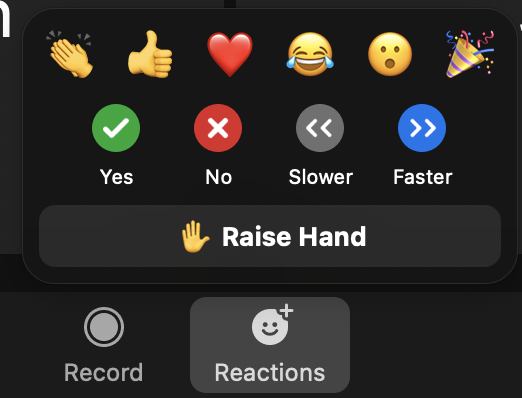 Yes No Slower Faster
Raise Hand
Record Reactions